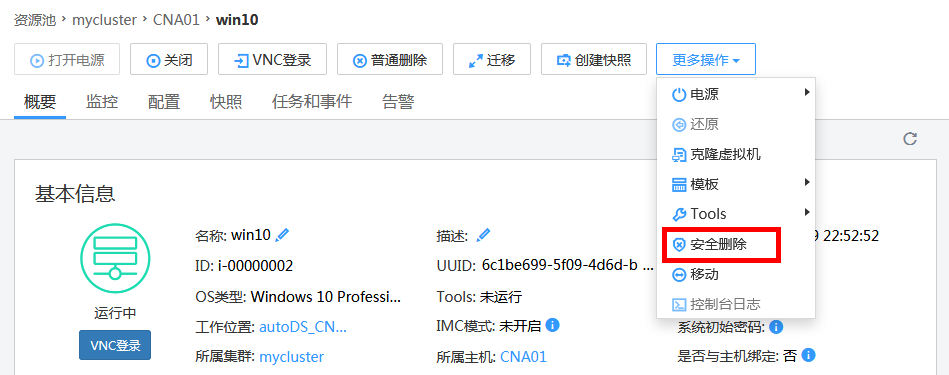 资源池 › mycluster › CNA01 › win10
打开电源 关闭 VNC登录 普通删除 迁移 创建快照 更多操作
概要 监控 配置 快照 任务和事件 告警
电源
还原
克隆虚拟机
模板
Tools
安全删除
移动
控制台日志
基本信息
运行中
VNC登录
名称: win10 描述: 9 22:52:52
ID: i-00000002 UUID: 6c1be699-5f09-4d6d-b ...
OS类型: Windows 10 Professi... Tools: 未运行
工作位置: autoDS_CN... IMC模式: 未开启 系统初始密码:
所属集群: mycluster 所属主机: CNA01 是否与主机绑定: 否